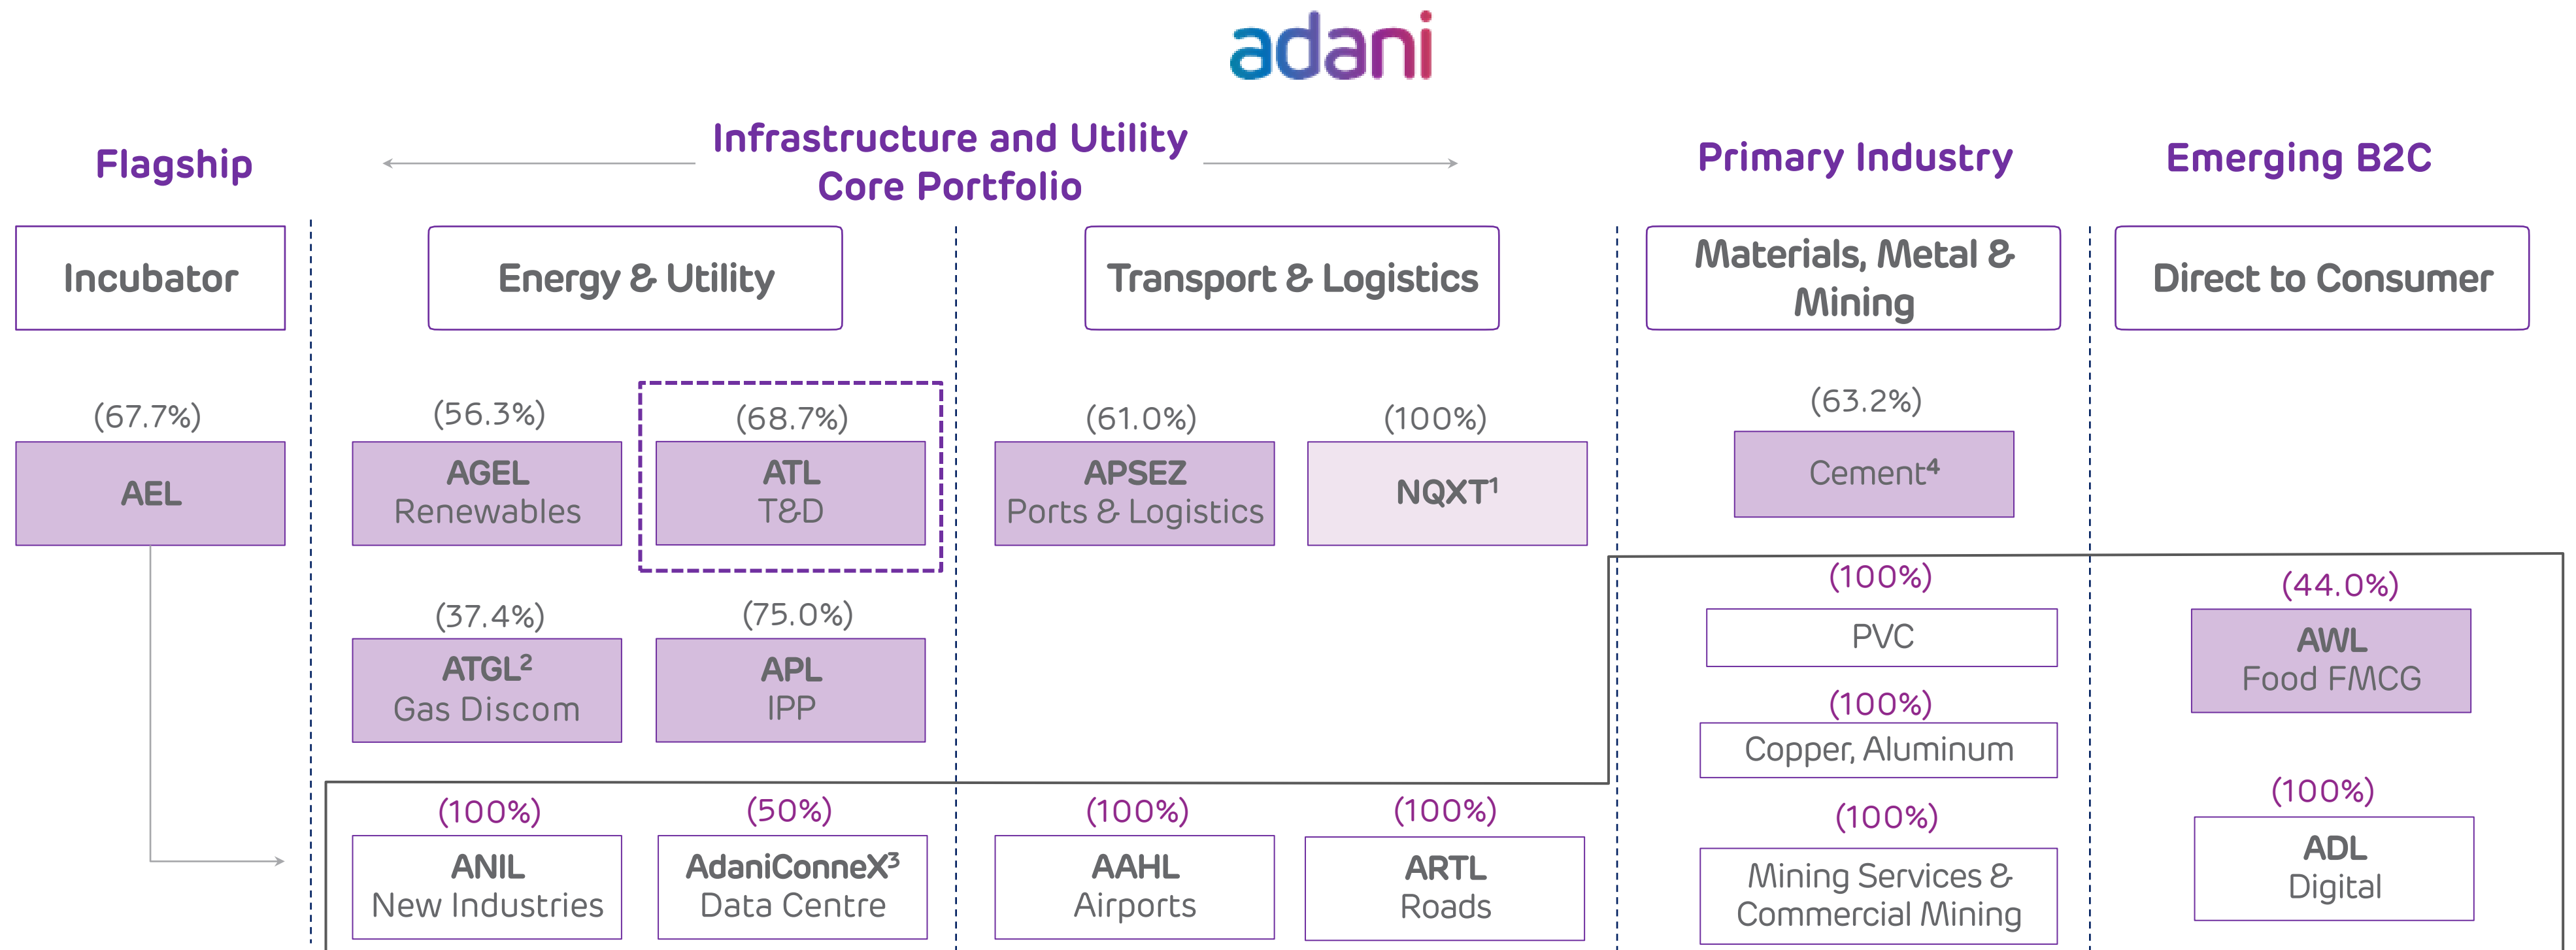 adani
Flagship
Infrastructure and Utility
Core Portfolio
Primary Industry
Emerging B2C
Incubator
Energy & Utility
Transport & Logistics
Materials, Metal &
Mining
Direct to Consumer
(67.7%)
AEL
(56.3%)
AGEL
Renewables
(68.7%)
ATL
T&D
(61.0%)
APSEZ
Ports & Logistics
(100%)
NQXT¹
(63.2%)
Cement⁴
(37.4%)
ATGL²
Gas Discom
(75.0%)
APL
IPP
(100%)
PVC
(100%)
Copper, Aluminum
(44.0%)
AWL
Food FMCG
(100%)
ANIL
New Industries
(50%)
AdaniConneX³
Data Centre
(100%)
AAHL
Airports
(100%)
ARTL
Roads
(100%)
Mining Services &
Commercial Mining
(100%)
ADL
Digital